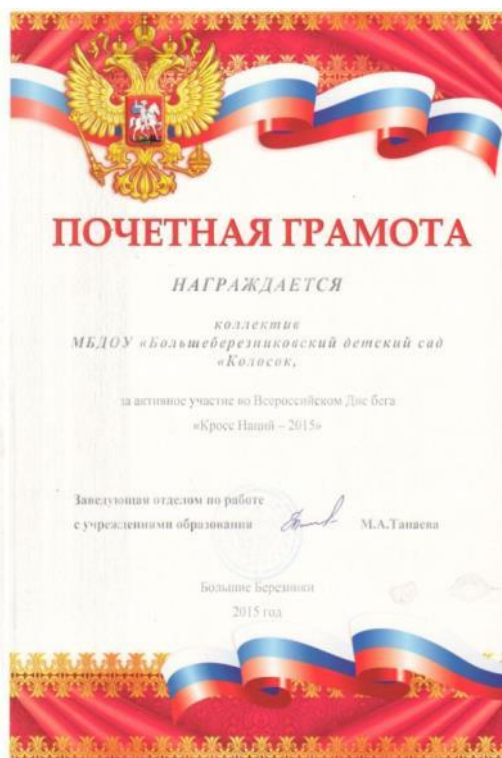 ПОЧЕТНАЯ ГРАМОТА
НАГРАЖДАЕТСЯ
коллектив
МБДОУ «Большеберезниковский детский сад
«Колосок,
за активное участие во Всероссийском Дне бега
«Кросс Наций – 2015»
Заведующая отделом по работе
с учреждениями образования М.А.Танаева
Большие Березники
2015 год